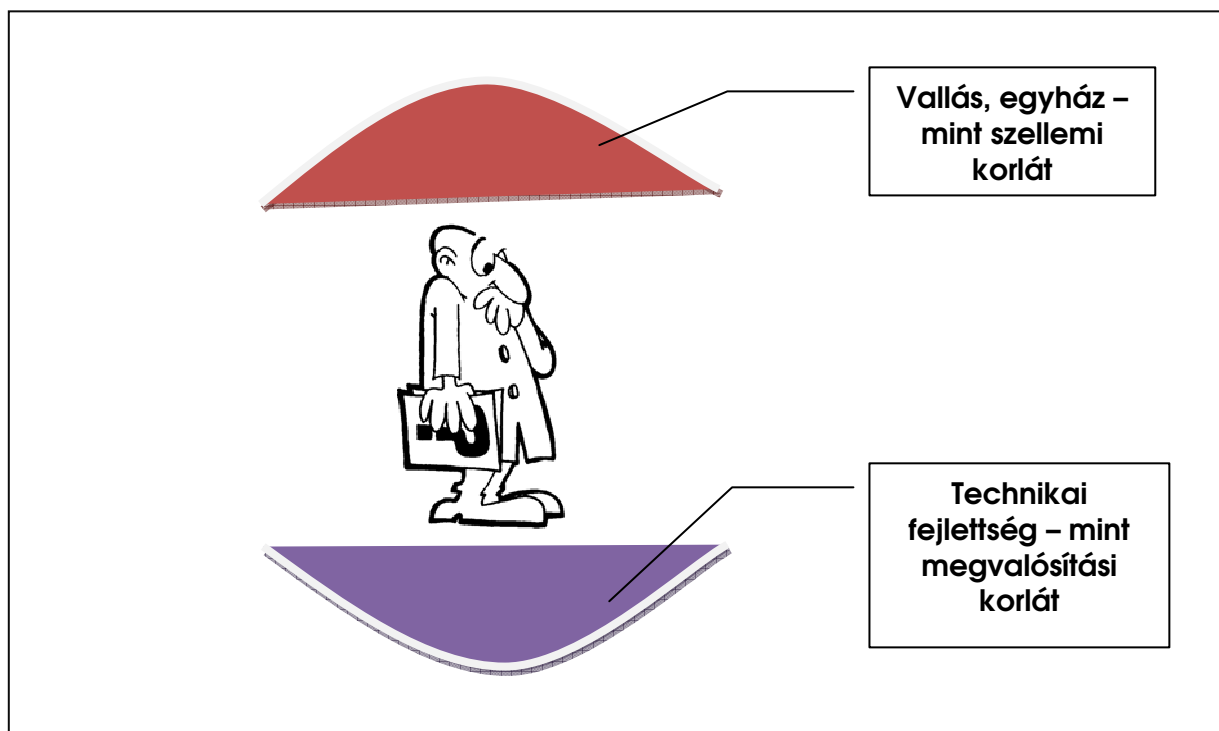 Vallás, egyház –
mint szellemi
korlát
Technikai
fejlettség – mint
megvalósítási
korlát